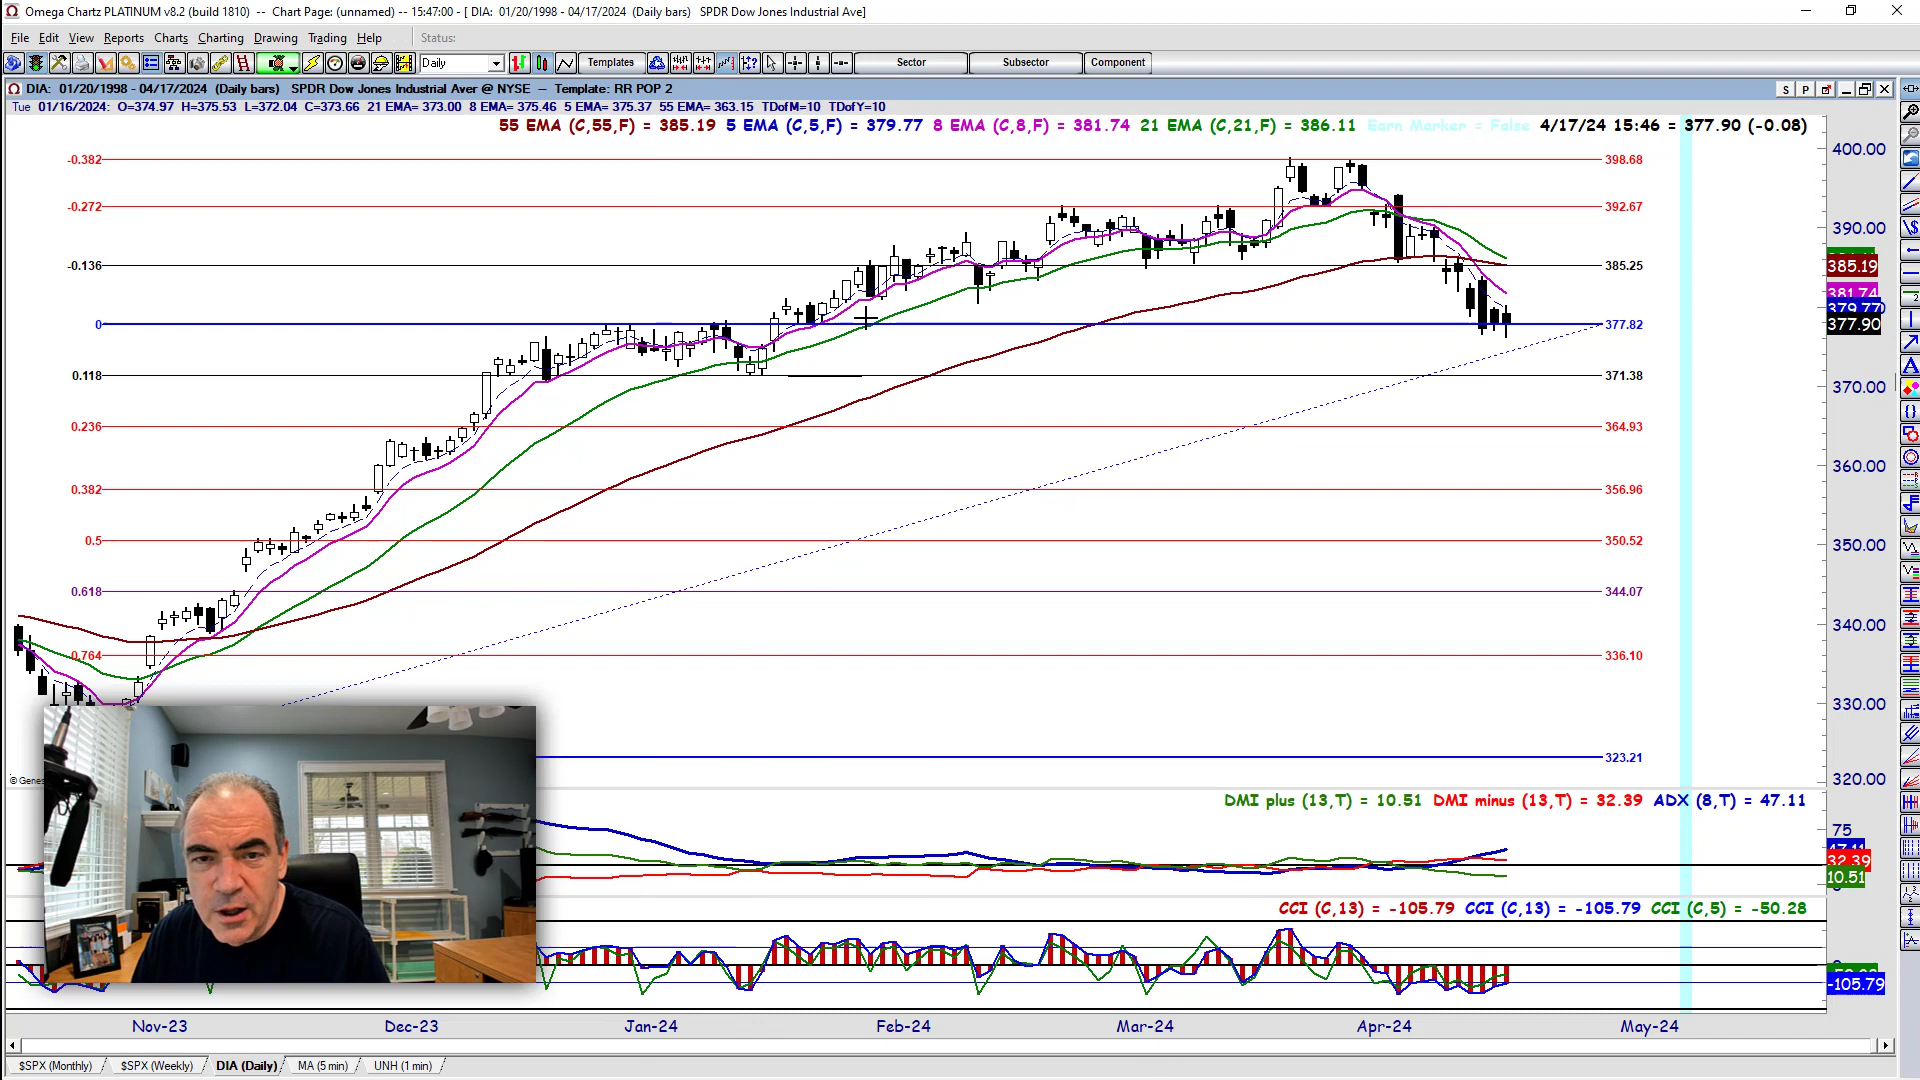 Omega Chartz PLATINUM v8.2 (build 1810) -- Chart Page: (unnamed) -- 15:47:00 - [ DIA: 01/20/1998 - 04/17/2024 (Daily bars) SPDR Dow Jones Industrial Ave]
File Edit View Reports Charts Charting Drawing Trading Help Status:
Daily Templates Sector Subsector Component
DIA: 01/20/1998 - 04/17/2024 (Daily bars) SPDR Dow Jones Industrial Aver @ NYSE – Template: RR POP 2
S P
Tue 01/16/2024: O=374.97 H=375.53 L=372.04 C=373.66 21 EMA= 373.00 8 EMA= 375.46 5 EMA= 375.37 55 EMA= 363.15 TDofM=10 TDofY=10
55 EMA (C,55,F) = 385.19 5 EMA (C,5,F) = 379.77 8 EMA (C,8,F) = 381.74 21 EMA (C,21,F) = 386.11 Earn Marker = False 4/17/24 15:46 = 377.90 (-0.08)
400.00
-0.382 398.68
-0.272 392.67
390.00
-0.136 385.25
385.19
381.74
379.77
0 377.82
377.90
0.118 371.38
370.00
0.236 364.93
360.00
0.382 356.96
350.00
0.5 350.52
0.618 344.07
340.00
0.764 336.10
330.00
323.21
320.00
© Genes
DMI plus (13,T) = 10.51 DMI minus (13,T) = 32.39 ADX (8,T) = 47.11
75
47.11
32.39
10.51
CCI (C,13) = -105.79 CCI (C,13) = -105.79 CCI (C,5) = -50.28
-105.79
Nov-23 Dec-23 Jan-24 Feb-24 Mar-24 Apr-24 May-24
$SPX (Monthly) $SPX (Weekly) DIA (Daily) MA (5 min) UNH (1 min)